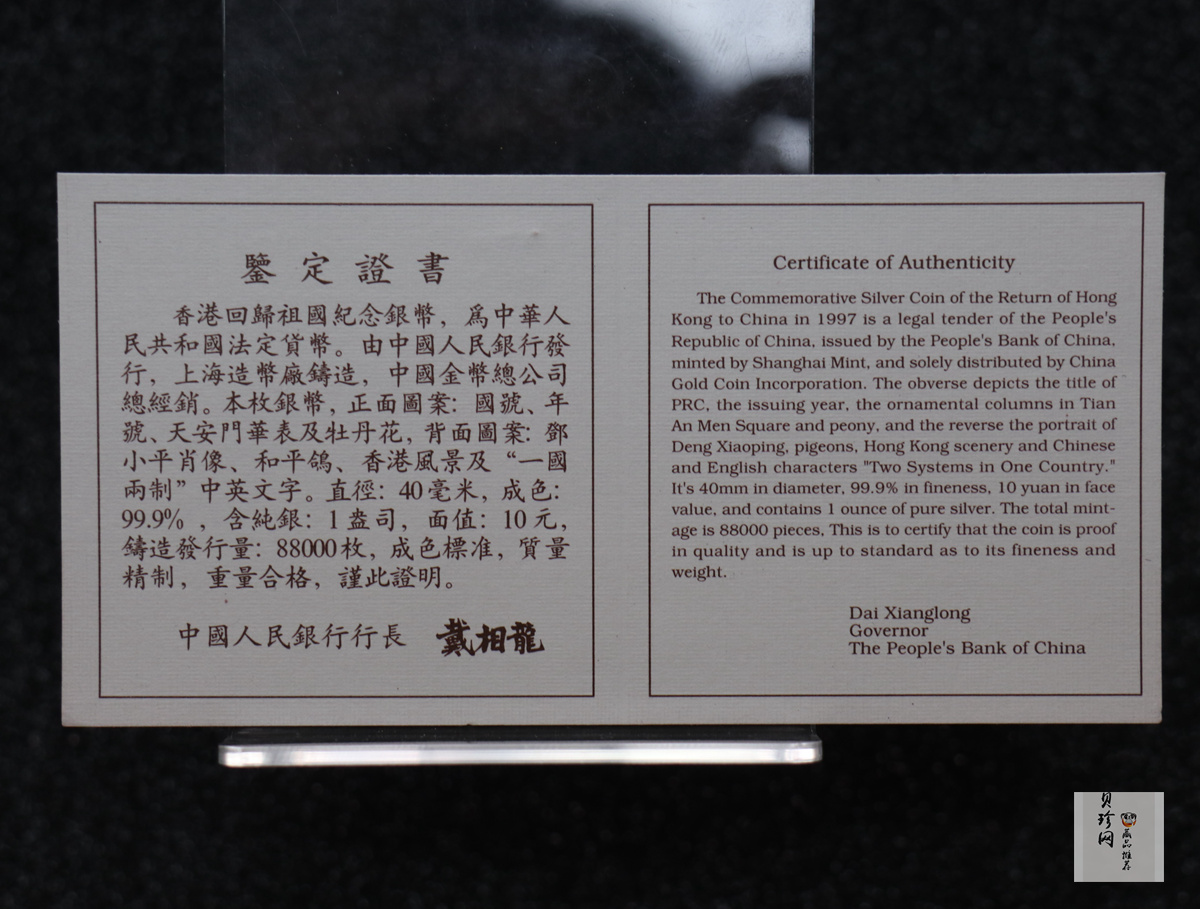 鑒定證書
香港回歸祖國紀念銀幣，爲中華人
民共和國法定貨幣。由中國人民銀行發
行，上海造幣廠鑄造，中國金幣總公司
總經銷。本枚銀幣，正面圖案：國號、年
號、天安門華表及牡丹花，背面圖案：鄧
小平肖像、和平鴿、香港風景及“一國
兩制”中英文字。直徑：40毫米，成色：
99.9%，含純銀：1盎司，面值：10元，
鑄造發行量：88000枚，成色標准，質量
精制，重量合格，謹此證明。
中國人民銀行行長 戴相龍
Certificate of Authenticity
The Commemorative Silver Coin of the Return of Hong
Kong to China in 1997 is a legal tender of the People's
Republic of China, issued by the People's Bank of China,
minted by Shanghai Mint, and solely distributed by China
Gold Coin Incorporation. The obverse depicts the title of
PRC, the issuing year, the ornamental columns in Tian
An Men Square and peony, and the reverse the portrait of
Deng Xiaoping, pigeons, Hong Kong scenery and Chinese
and English characters "Two Systems in One Country."
It's 40mm in diameter, 99.9% in fineness, 10 yuan in face
value, and contains 1 ounce of pure silver. The total mint-
age is 88000 pieces, This is to certify that the coin is proof
in quality and is up to standard as to its fineness and
weight.
Dai Xianglong
Governor
The People's Bank of China
贝珍网
藏品推荐